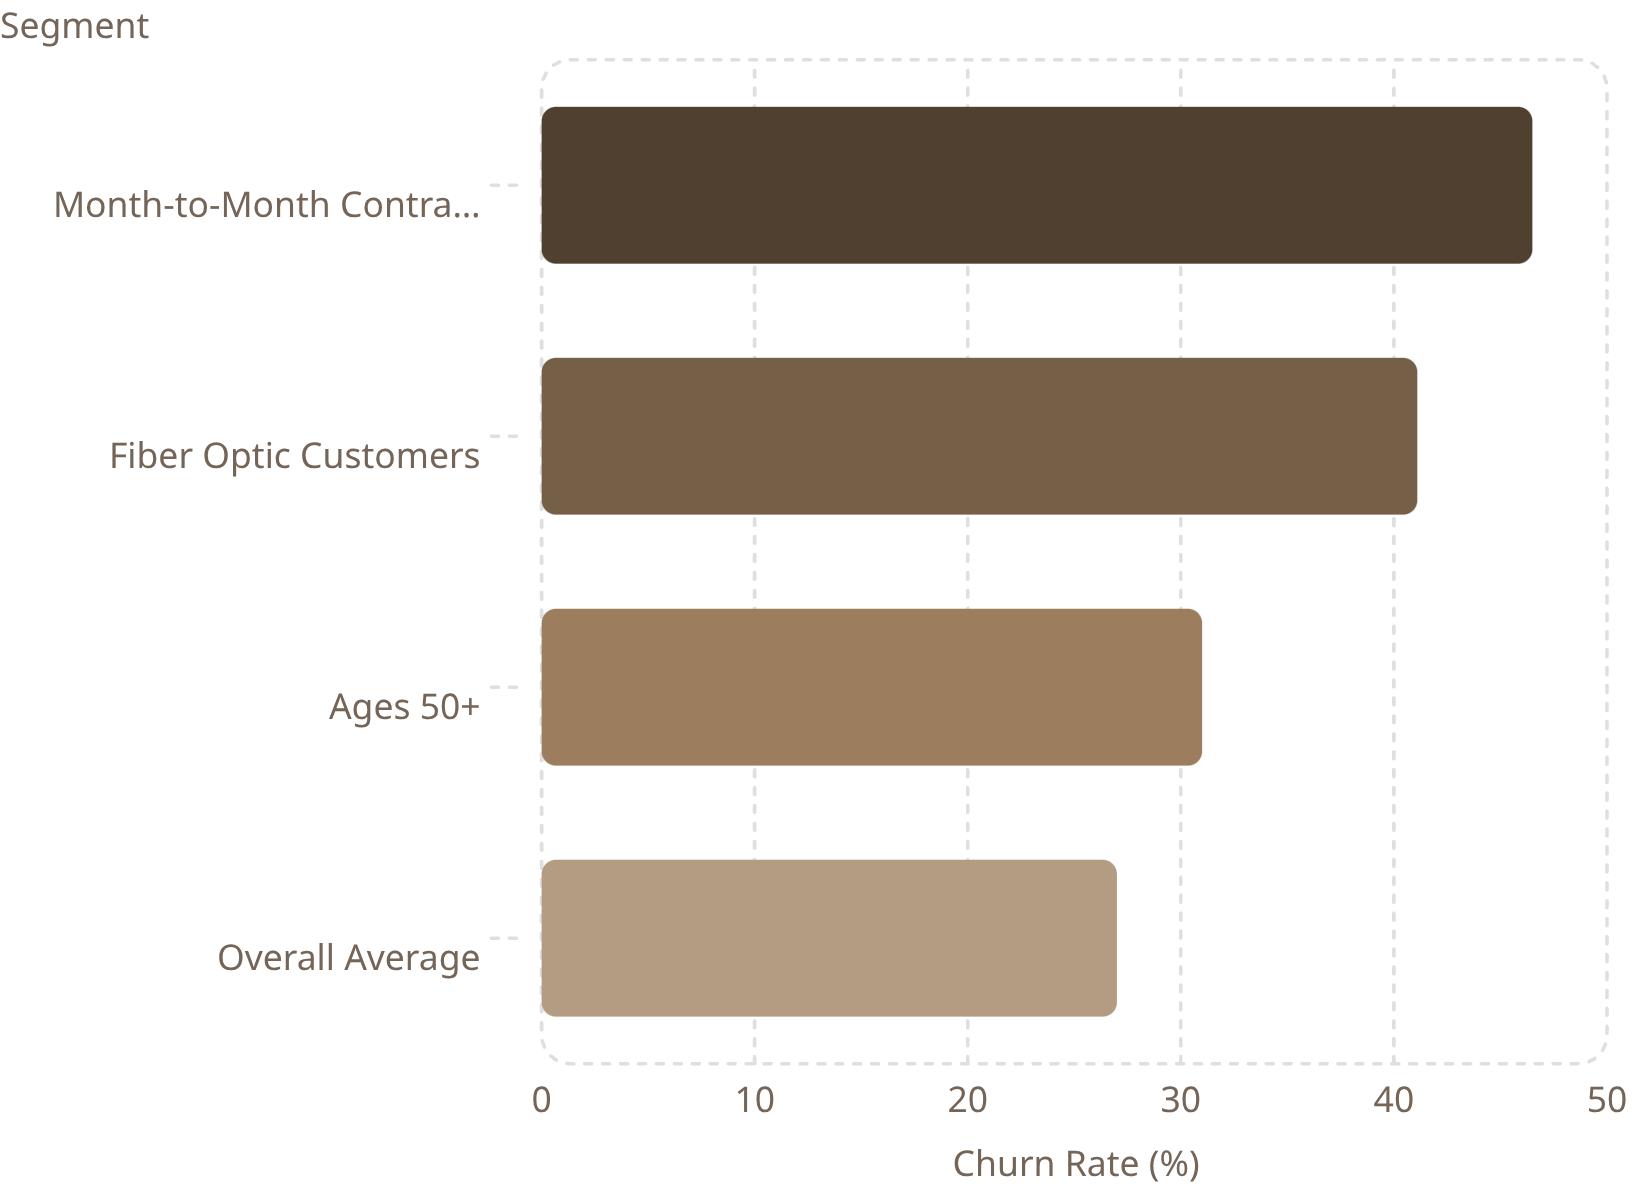 Segment
Month-to-Month Contra...
Fiber Optic Customers
Ages 50+
Overall Average
0 10 20 30 40 50
Churn Rate (%)